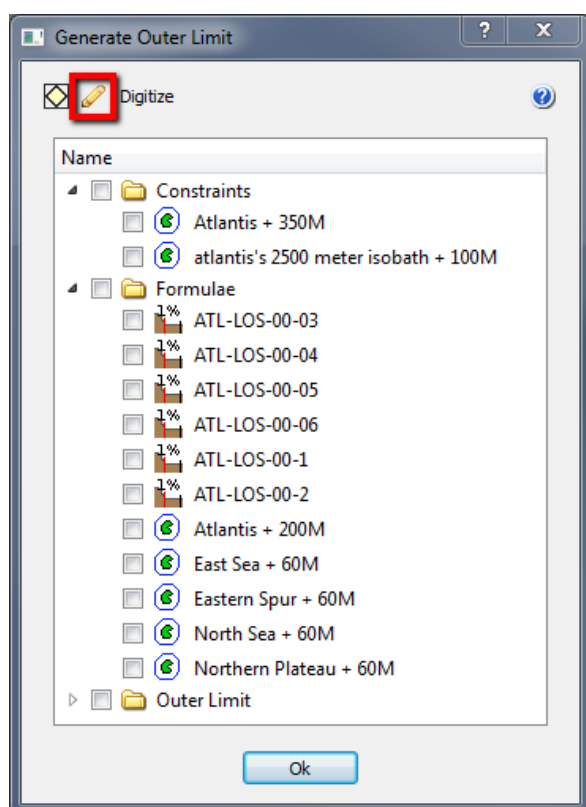 Generate Outer Limit
?
X
Digitize
?
Name
Constraints
Atlantis + 350M
atlantis's 2500 meter isobath + 100M
Formulae
1% ATL-LOS-00-03
1% ATL-LOS-00-04
1% ATL-LOS-00-05
1% ATL-LOS-00-06
1% ATL-LOS-00-1
1% ATL-LOS-00-2
Atlantis + 200M
East Sea + 60M
Eastern Spur + 60M
North Sea + 60M
Northern Plateau + 60M
Outer Limit
Ok